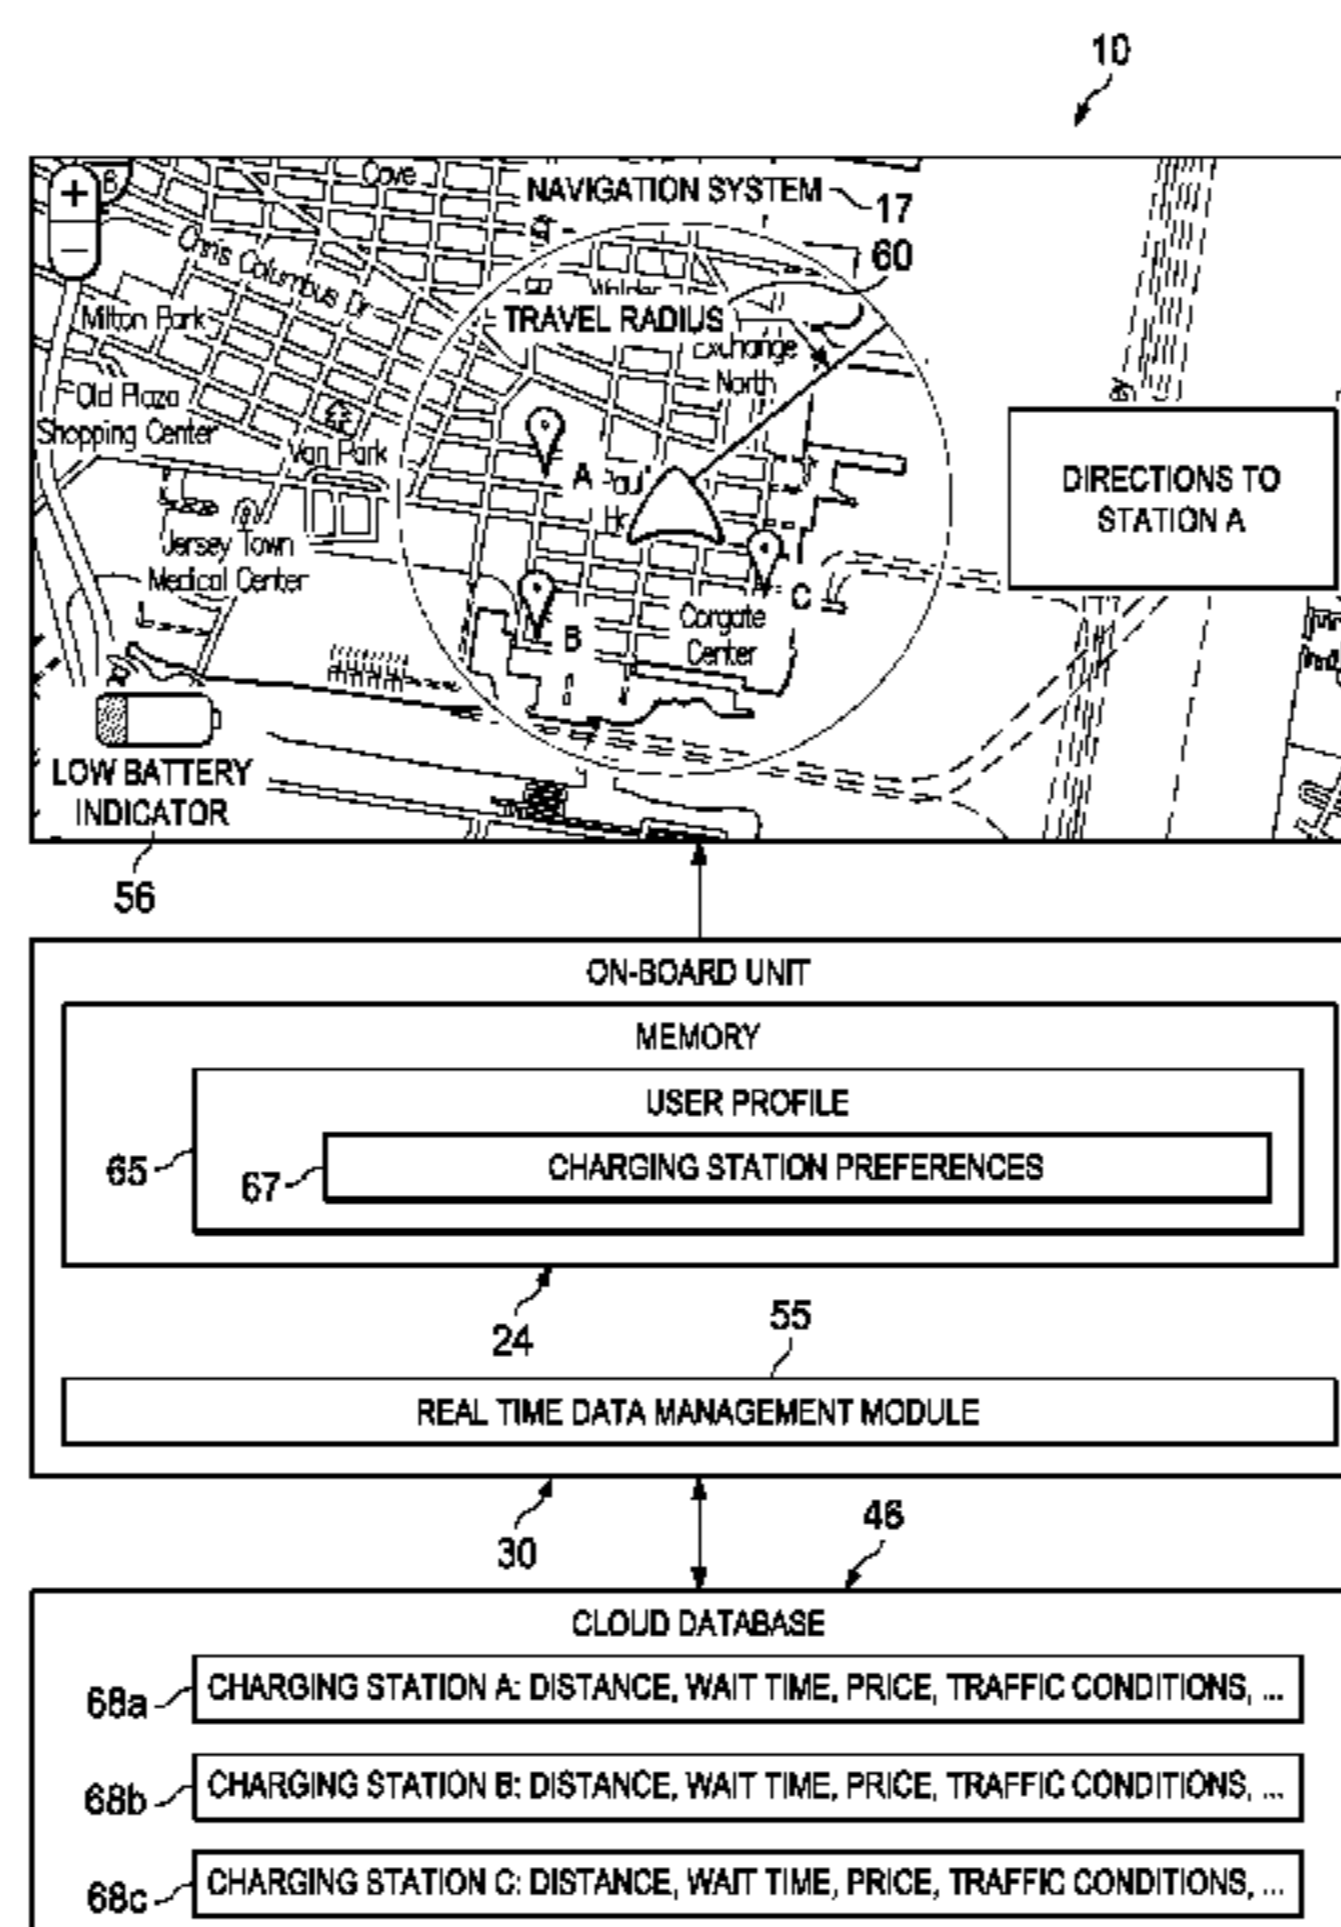 10
+
6
Cove
NAVIGATION SYSTEM
17
60
Chris Columbus Dr
Milton Park
TRAVEL RADIUS
Exchange
North
Old Plaza
Shopping Center
Van Park
A
DIRECTIONS TO
STATION A
Jersey Town
Medical Center
C
B
Corgate
Center
LOW BATTERY
INDICATOR
56
ON-BOARD UNIT
MEMORY
USER PROFILE
65
67
CHARGING STATION PREFERENCES
24
55
REAL TIME DATA MANAGEMENT MODULE
30
46
CLOUD DATABASE
68a
CHARGING STATION A: DISTANCE, WAIT TIME, PRICE, TRAFFIC CONDITIONS, ...
68b
CHARGING STATION B: DISTANCE, WAIT TIME, PRICE, TRAFFIC CONDITIONS, ...
68c
CHARGING STATION C: DISTANCE, WAIT TIME, PRICE, TRAFFIC CONDITIONS, ...